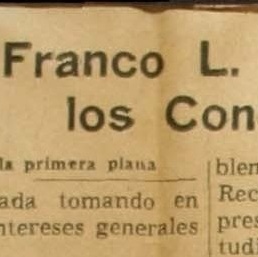 Franco L.
los Con
la primera plana
ada tomando en
ntereses generales
blen
Rec
pres
tudi